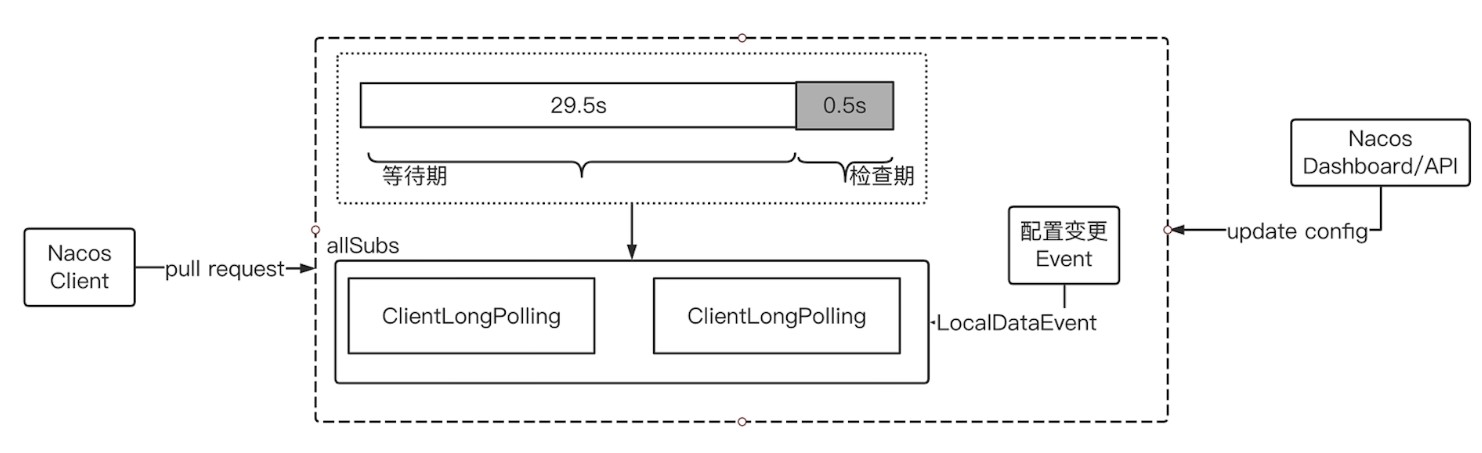 29.5s
0.5s
等待期
检查期
Nacos
Dashboard/API
update config
配置变更
Event
Nacos
Client
pull request
allSubs
ClientLongPolling
ClientLongPolling
LocalDataEvent